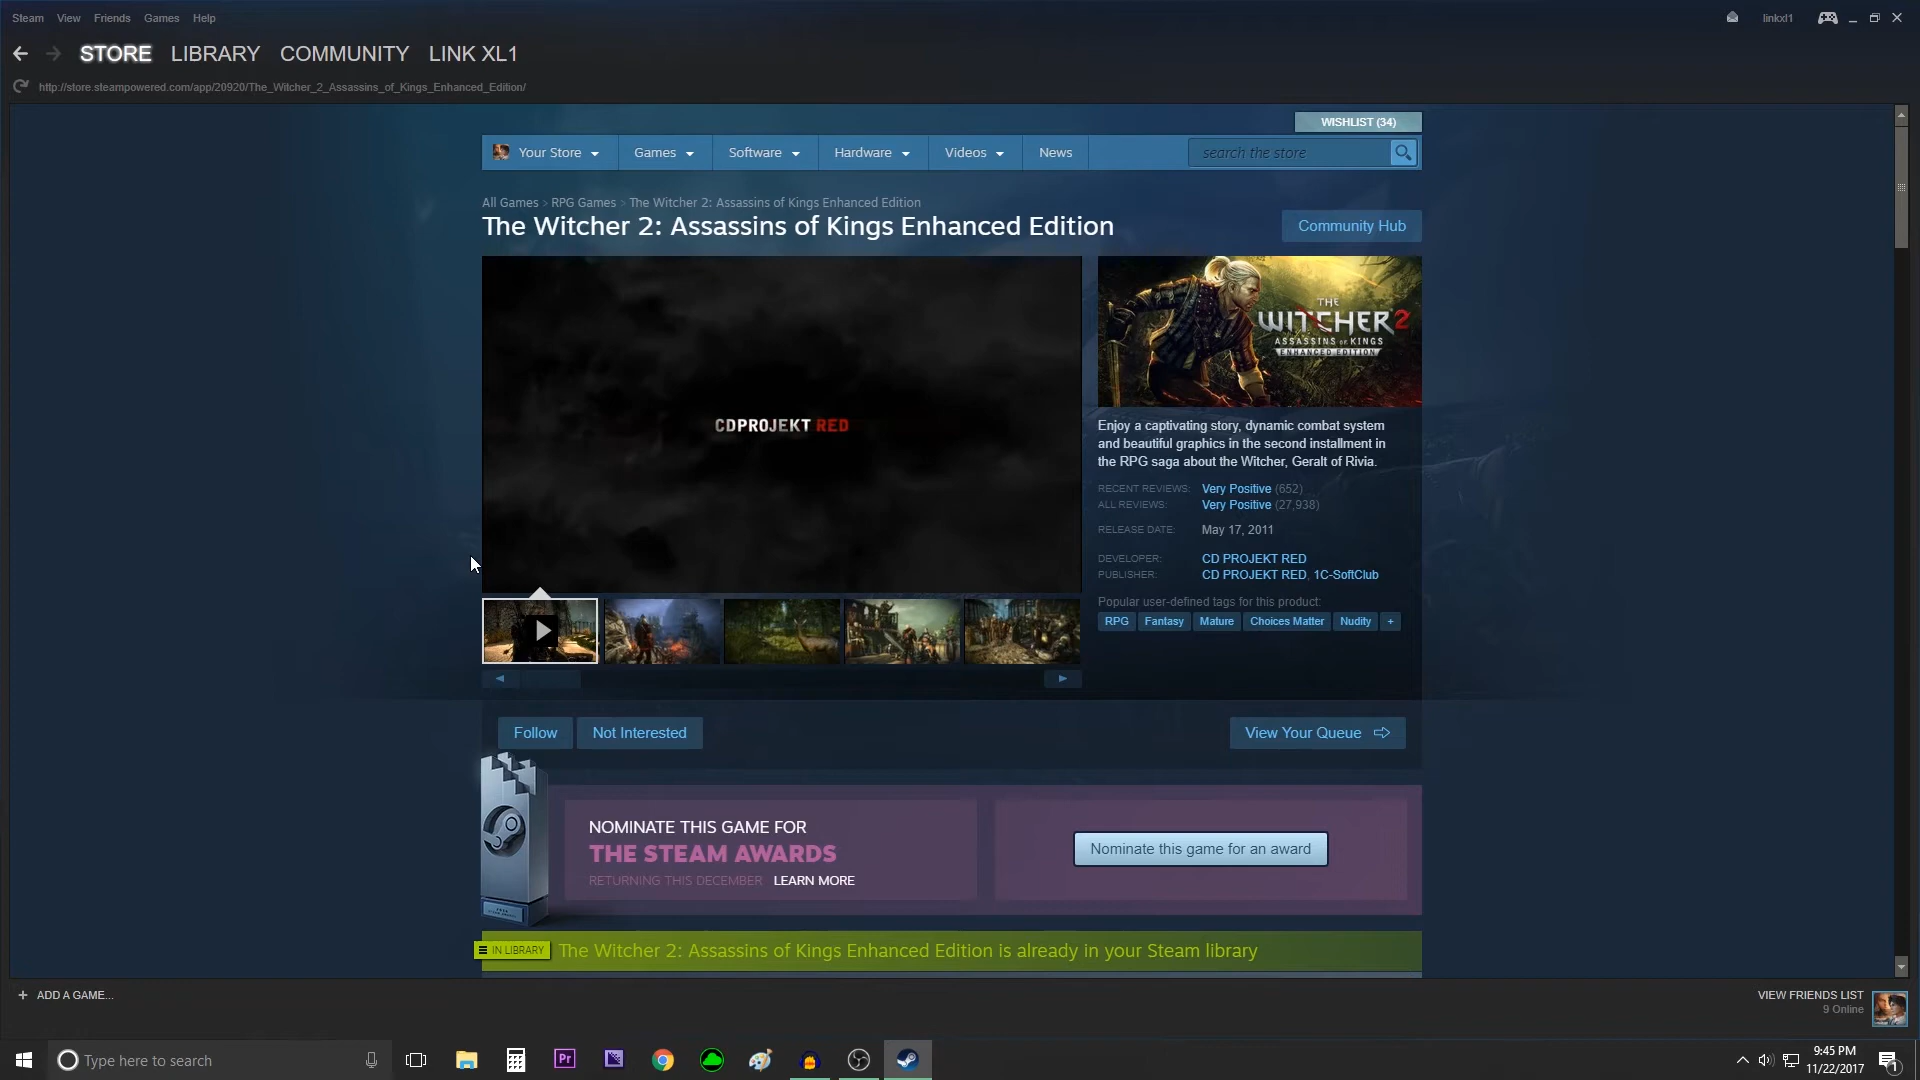 Steam View Friends Games Help
linkxl1
STORE LIBRARY COMMUNITY LINK XL1
http://store.steampowered.com/app/20920/The_Witcher_2_Assassins_of_Kings_Enhanced_Edition/
WISHLIST (34)
Your Store Games Software Hardware Videos News search the store
All Games > RPG Games > The Witcher 2: Assassins of Kings Enhanced Edition
The Witcher 2: Assassins of Kings Enhanced Edition
Community Hub
CDPROJEKT RED
THE
WITCHER 2
ASSASSINS OF KINGS
ENHANCED EDITION
Enjoy a captivating story, dynamic combat system
and beautiful graphics in the second installment in
the RPG saga about the Witcher, Geralt of Rivia.
RECENT REVIEWS: Very Positive (652)
ALL REVIEWS: Very Positive (27,938)
RELEASE DATE: May 17, 2011
DEVELOPER: CD PROJEKT RED
PUBLISHER: CD PROJEKT RED, 1C-SoftClub
Popular user-defined tags for this product:
RPG Fantasy Mature Choices Matter Nudity +
Follow Not Interested View Your Queue
NOMINATE THIS GAME FOR
THE STEAM AWARDS
RETURNING THIS DECEMBER LEARN MORE
Nominate this game for an award
IN LIBRARY The Witcher 2: Assassins of Kings Enhanced Edition is already in your Steam library
+ ADD A GAME...
VIEW FRIENDS LIST
9 Online
Type here to search
Pr
9:45 PM
11/22/2017
1